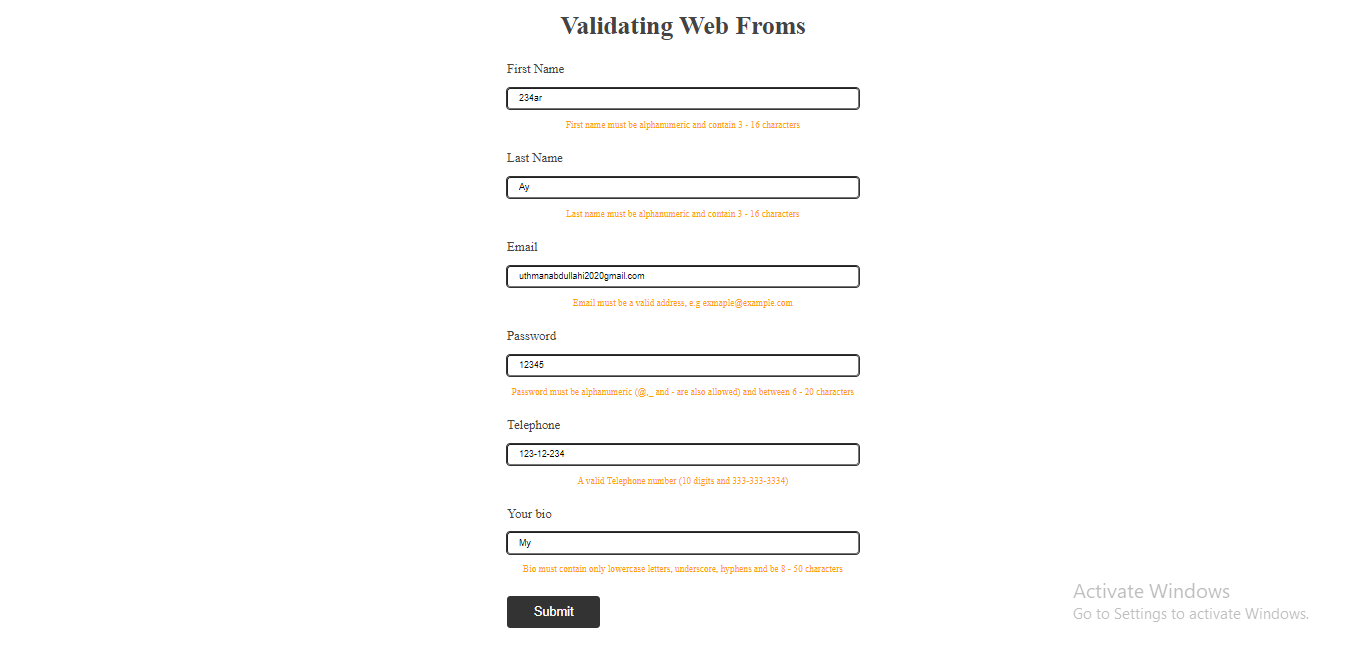 Validating Web Froms
First Name
234ar
First name must be alphanumeric and contain 3 - 16 characters
Last Name
Ay
Last name must be alphanumeric and contain 3 - 16 characters
Email
uthmanabdullahi2020gmail.com
Email must be a valid address, e.g exmaple@example.com
Password
12345
Password must be alphanumeric (@,_ and - are also allowed) and between 6 - 20 characters
Telephone
123-12-234
A valid Telephone number (10 digits and 333-333-3334)
Your bio
My
Bio must contain only lowercase letters, underscore, hyphens and be 8 - 50 characters
Submit
Activate Windows
Go to Settings to activate Windows.